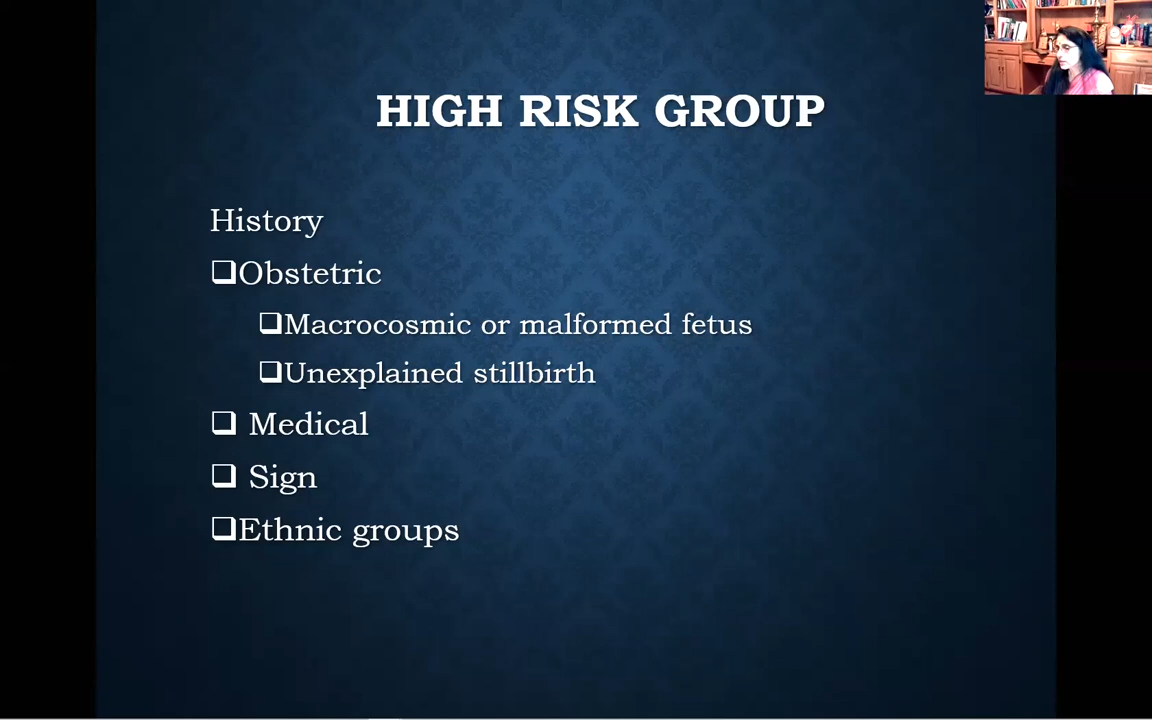 HIGH RISK GROUP
History
❑Obstetric
❑Macrocosmic or malformed fetus
❑Unexplained stillbirth
❑ Medical
❑ Sign
❑Ethnic groups